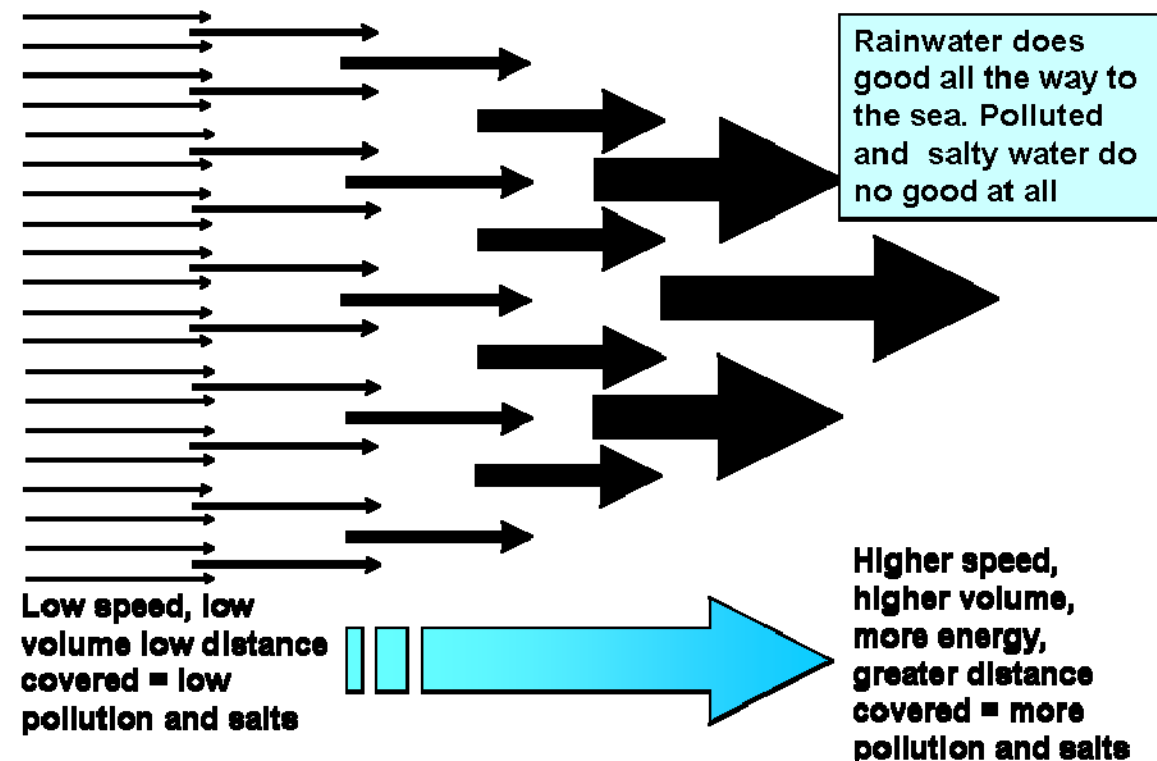 Rainwater does
good all the way to
the sea. Polluted
and salty water do
no good at all
Low speed, low
volume low distance
covered = low
pollution and salts
Higher speed,
higher volume,
more energy,
greater distance
covered = more
pollution and salts